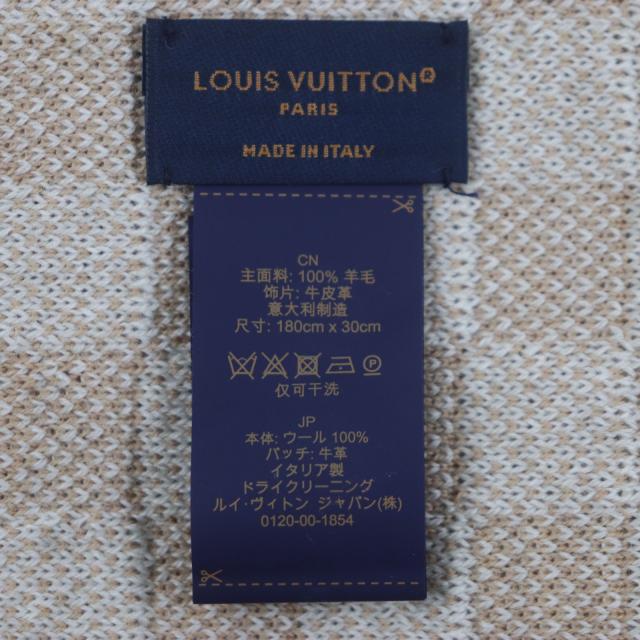 LOUIS VUITTON®
PARIS
MADE IN ITALY
CN
主面料: 100% 羊毛
饰片: 牛皮革
意大利制造
尺寸: 180cm x 30cm
仅可干洗
JP
本体: ウール 100%
パッチ: 牛革
イタリア製
ドライクリーニング
ルイ·ヴィトン ジャパン(株)
0120-00-1854